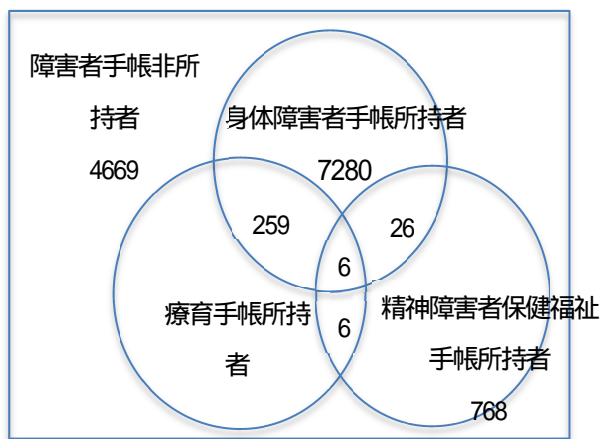 障害者手帳非所
持者
4669
身体障害者手帳所持者
7280
259
26
6
療育手帳所持
者
6
精神障害者保健福祉
手帳所持者
768